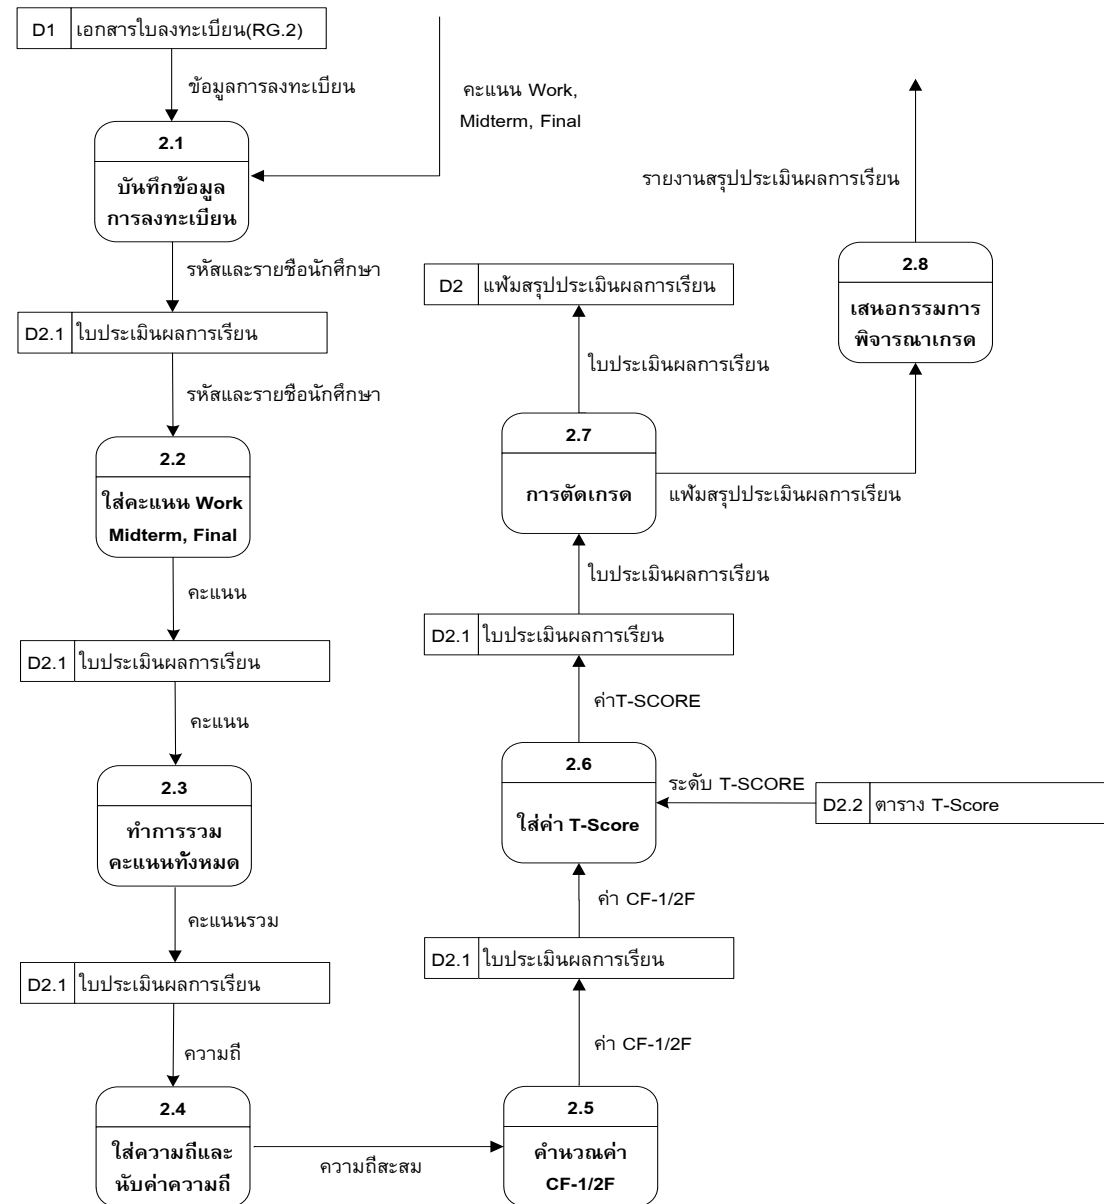 D1
เอกสารใบลงทะเบียน(RG.2)
ข้อมูลการลงทะเบียน
คะแนน Work,
Midterm, Final
2.1
บันทึกข้อมูล
การลงทะเบียน
รหัสและรายชือนักศึกษา
D2.1
ใบประเมินผลการเรียน
รหัสและรายชือนักศึกษา
2.2
ใส่คะแนน Work
Midterm, Final
คะแนน
D2.1
ใบประเมินผลการเรียน
คะแนน
2.3
ทำการรวม
คะแหนทังหมด
คะแนนรวม
D2.1
ใบประเมินผลการเรียน
ความถี
2.4
ใส่ความถีและ
นับค่าความถี
ความถีสะสม
2.5
คำนวณค่า
CF-1/2F
ค่า CF-1/2F
D2.1
ใบประเมินผลการเรียน
ค่า CF-1/2F
2.6
ใส่ค่า T-Score
ระดับ T-SCORE
D2.2
ตาราง T-Score
ค่าT-SCORE
D2.1
ใบประเมินผลการเรียน
ใบประเมินผลการเรียน
2.7
การตัดเกรด
ใบประเมินผลการเรียน
D2
แฟ้มสรุปประเมินผลการเรียน
แฟ้มสรุปประเมินผลการเรียน
2.8
เสนอกรรมการ
พิจารณาเกรด
รายงานสรุปประเมินผลการเรียน